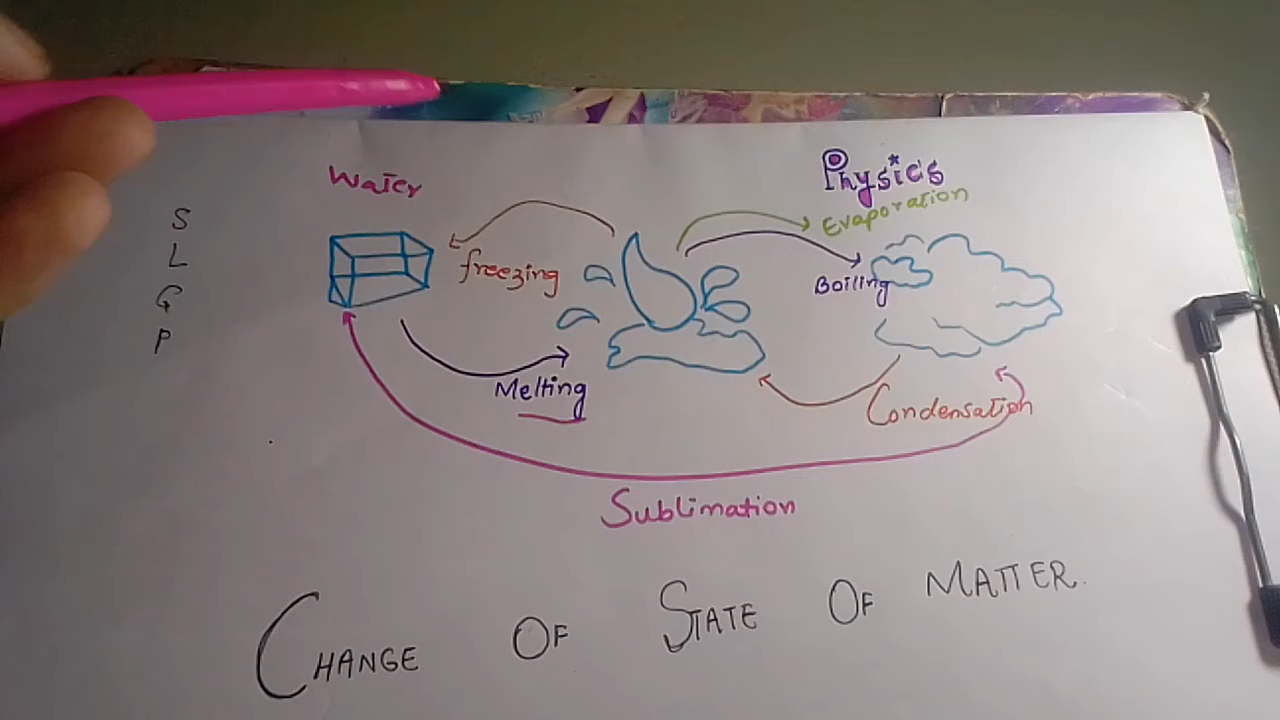 Water
Physics
Evaporation
S
L
G
P
freezing
Boiling
Melting
Condensation
Sublimation
CHANGE OF STATE OF MATTER.